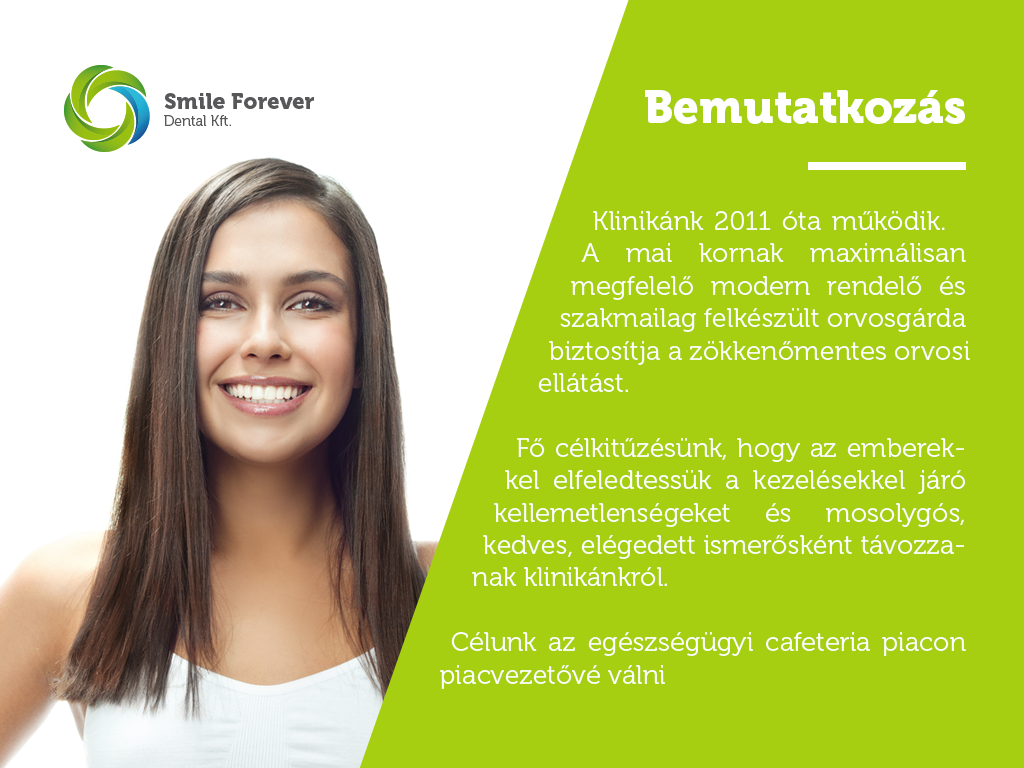 Smile Forever
Dental Kft.
Bemutatkozás
Klinikánk 2011 óta működik.
A mai kornak maximálisan
megfelelő modern rendelő és
szakmailag felkészült orvosgárda
biztosítja a zökkenőmentes orvosi
ellátást.
Fő célkitűzésünk, hogy az emberek-
kel elfeledtessük a kezelésekkel járó
kellemetlenségeket és mosolygós,
kedves, elégedett ismerősként távozza-
nak klinikánkról.
Célunk az egészségügyi cafeteria piacon
piacvezetővé válni